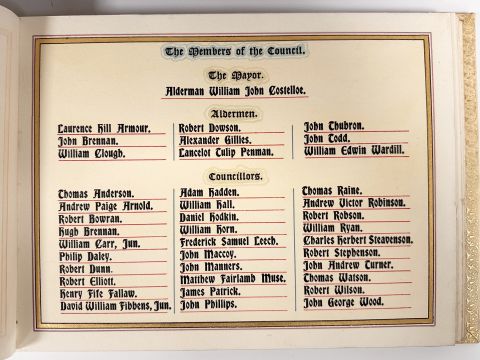 The Members of the Council.
The Mayor.
Alderman William John Costelloe.
Aldermen.
Laurence Hill Armour.
John Brennan.
William Clough.
Robert Dowson.
Alexander Gillies.
Lancelot Tulip Penman.
John Thubron.
John Todd.
William Edwin Wardill.
Councillors.
Thomas Anderson.
Andrew Paige Arnold.
Robert Bowran.
Hugh Brennan.
William Carr, Jun.
Philip Daley.
Robert Dunn.
Robert Elliott.
Henry Fife Fallaw.
David William Fibbens, Jun.
Adam Hadden.
William Hall.
Daniel Hodkin.
William Horn.
Frederick Samuel Leech.
John Maccoy.
John Manners.
Matthew Fairlamb Muse.
James Patrick.
John Phillips.
Thomas Raine.
Andrew Victor Robinson.
Robert Robson.
William Ryan.
Charles Herbert Steavenson.
Robert Stephenson.
John Andrew Turner.
Thomas Watson.
Robert Wilson.
John George Wood.